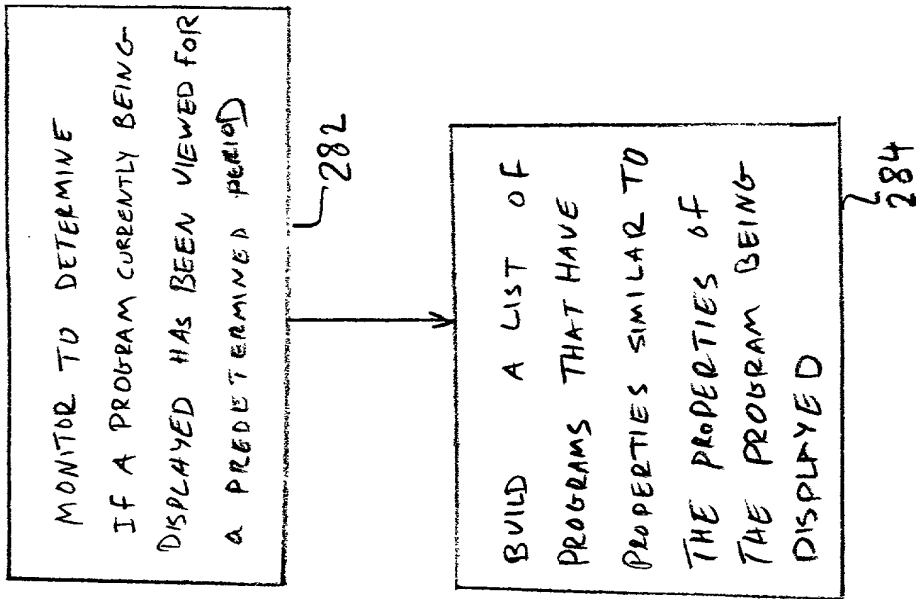 MONITOR TO DETERMINE
IF A PROGRAM CURRENTLY BEING
DISPLAYED HAS BEEN VIEWED FOR
a PREDETERMINED PERIOD
282
BUILD A LIST OF
PROGRAMS THAT HAVE
PROPERTIES SIMILAR TO
THE PROPERTIES OF
THE PROGRAM BEING
DISPLAYED
284